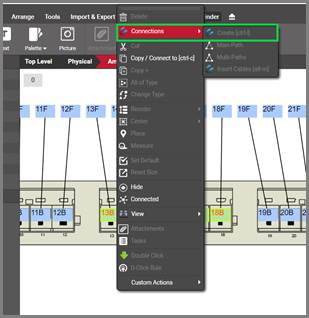 Arrange Tools Import & Export
Delete
Connections
Create [ctrl-l]
Cut
Main-Path
Copy / Connect to [ctrl-c]
Multi-Paths
Copy +
Insert Cables [alt-m]
All of Type
Change Type
Palette Picture
Top Level Physical
0
11F 12F 13F 18F 19F 20F
Reorder
Center
Place
Measure
Set Default
Reset Size
Hide
Connected
View
11B 12B 13B 18B 19B 20B
Attachments
Tasks
Double Click
D-Click Rule
Custom Actions